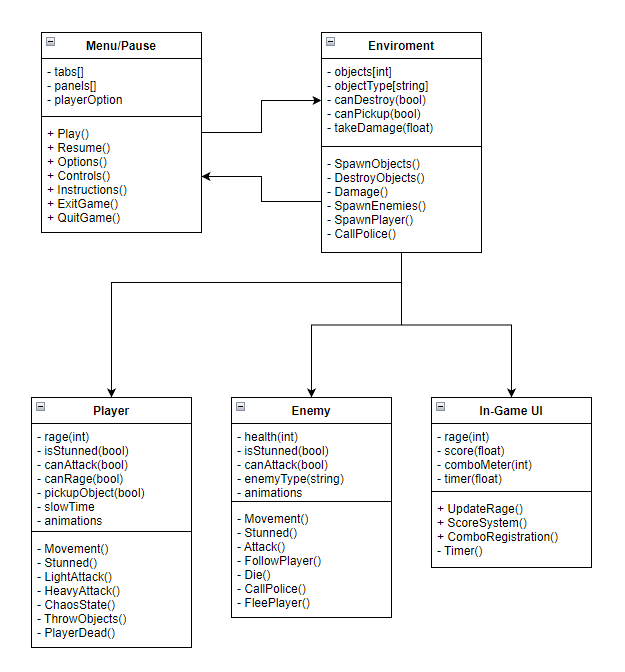 Menu/Pause
- tabs[]
- panels[]
- playerOption
+ Play()
+ Resume()
+ Options()
+ Controls()
+ Instructions()
+ ExitGame()
+ QuitGame()
Enviroment
- objects[int]
- objectType[string]
- canDestroy(bool)
- canPickup(bool)
- takeDamage(float)
- SpawnObjects()
- DestroyObjects()
- Damage()
- SpawnEnemies()
- SpawnPlayer()
- CallPolice()
Player
- rage(int)
- isStunned(bool)
- canAttack(bool)
- canRage(bool)
- pickupObject(bool)
- slowTime
- animations
- Movement()
- Stunned()
- LightAttack()
- HeavyAttack()
- ChaosState()
- ThrowObjects()
- PlayerDead()
Enemy
- health(int)
- isStunned(bool)
- canAttack(bool)
- enemyType(string)
- animations
- Movement()
- Stunned()
- Attack()
- FollowPlayer()
- Die()
- CallPolice()
- FleePlayer()
In-Game UI
- rage(int)
- score(float)
- comboMeter(int)
- timer(float)
+ UpdateRage()
+ ScoreSystem()
+ ComboRegistration()
- Timer()